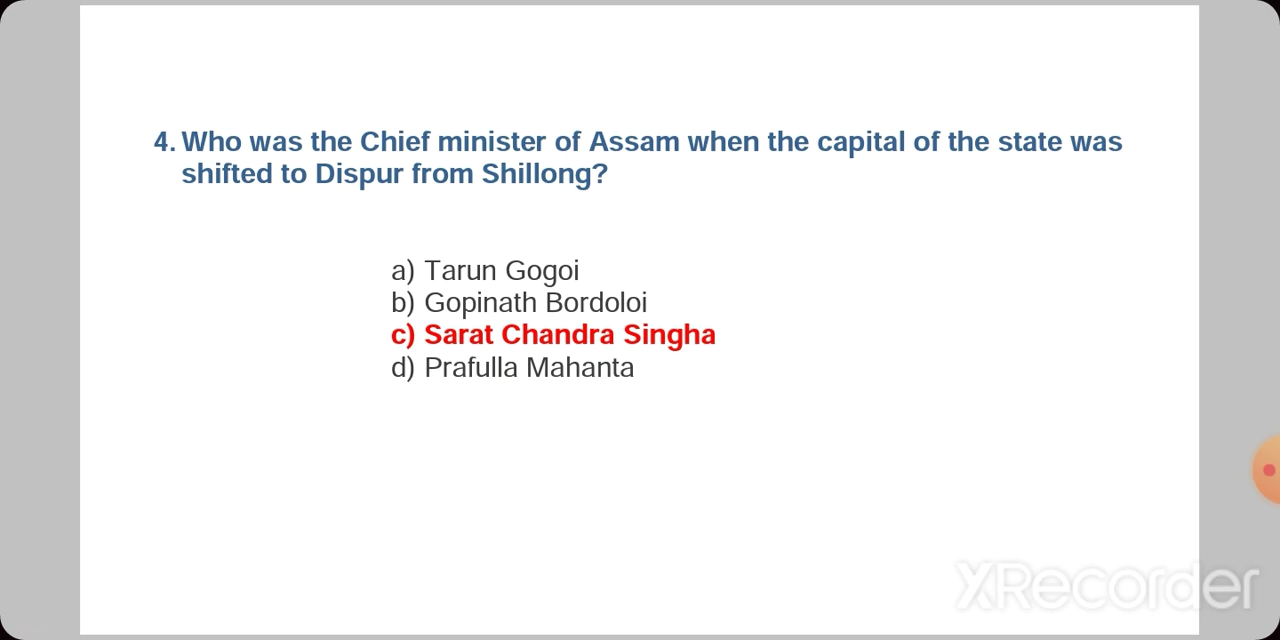 4. Who was the Chief minister of Assam when the capital of the state was
shifted to Dispur from Shillong?
a) Tarun Gogoi
b) Gopinath Bordoloi
c) Sarat Chandra Singha
d) Prafulla Mahanta
XRecorder